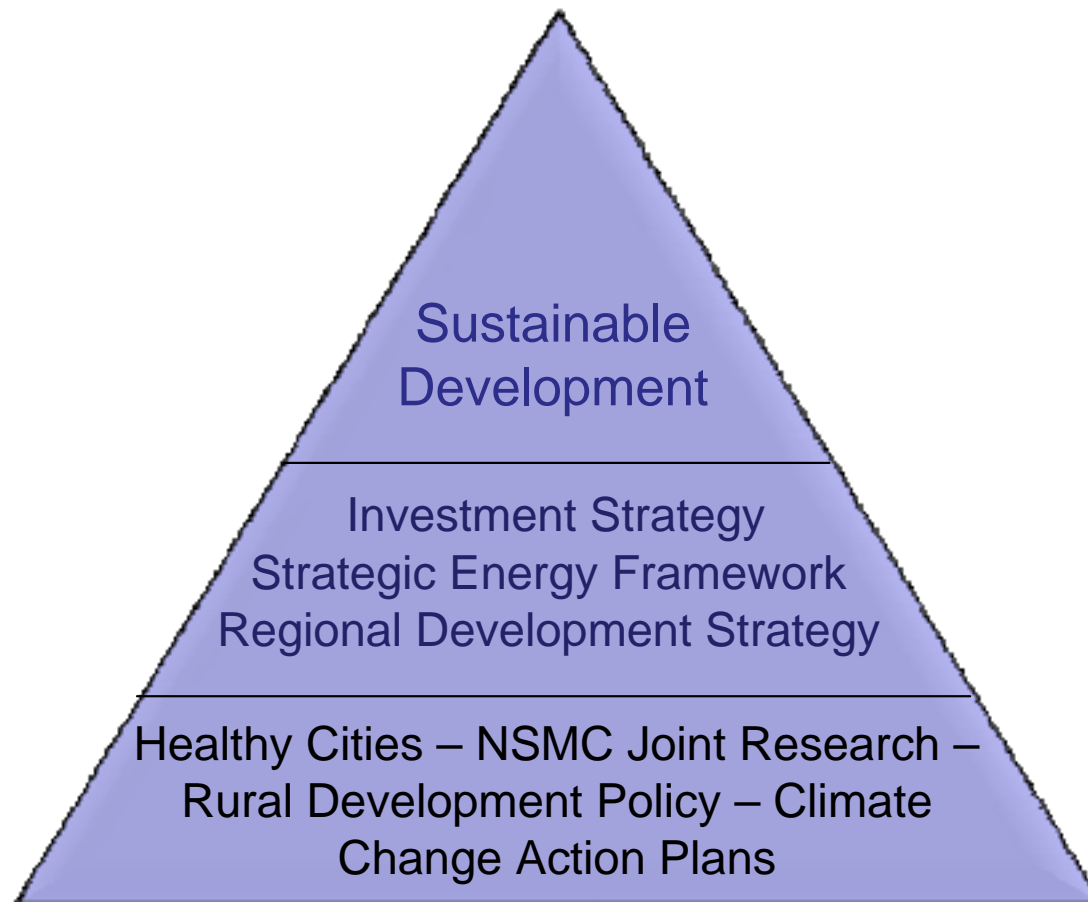 Sustainable
Development
Investment Strategy
Strategic Energy Framework
Regional Development Strategy
Healthy Cities – NSMC Joint Research –
Rural Development Policy – Climate
Change Action Plans